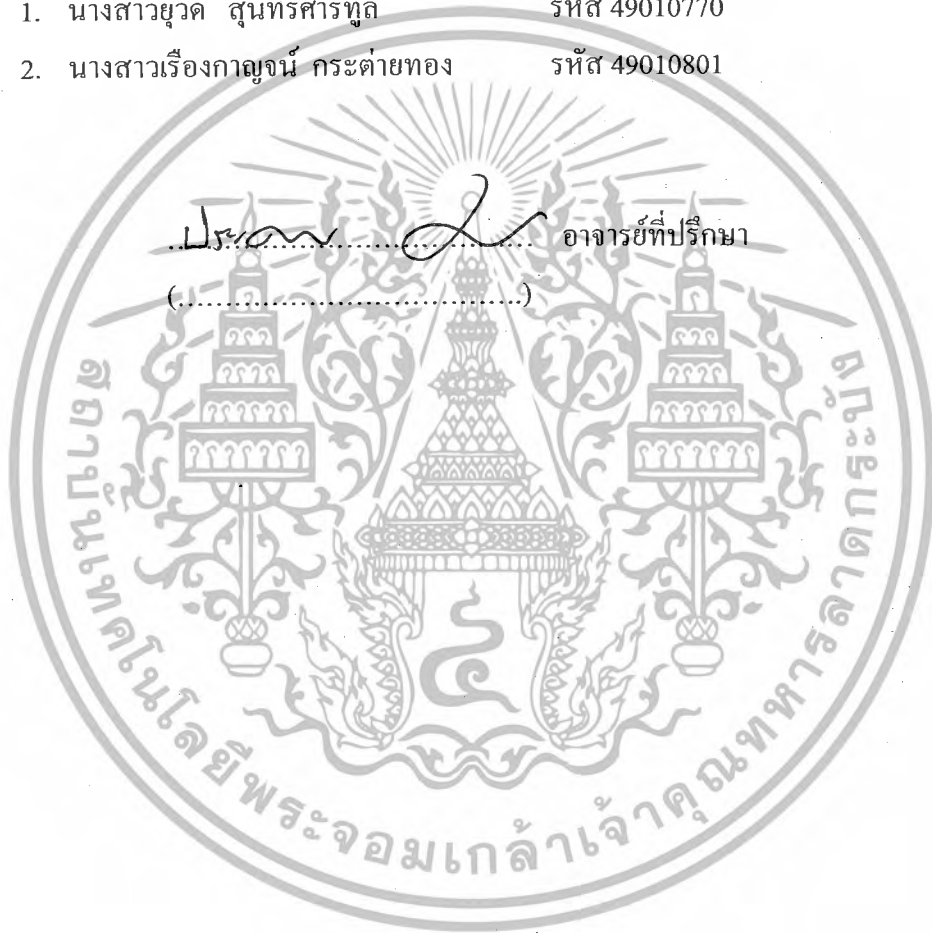 1. นางสาวยุวดี สุนทรศารทูล รหัส 49010770
2. นางสาวเรืองกาญจน์ กระต่ายทอง รหัส 49010801
อาจารย์ที่ปรึกษา
(....................................)
สถาบันเทคโนโลยีพระจอมเกล้าเจ้าคุณทหารลาดกระบัง
๔